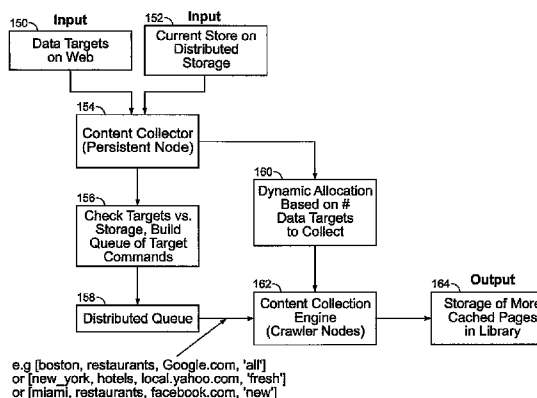 150
Input
Data Targets
on Web
152
Input
Current Store on
Distributed
Storage
154
Content Collector
(Persistent Node)
156
Check Targets vs.
Storage, Build
Queue of Target
Commands
160
Dynamic Allocation
Based on #
Data Targets
to Collect
158
Distributed Queue
162
Content Collection
Engine
(Crawler Nodes)
164
Output
Storage of More
Cached Pages
in Library
e.g [boston, restaurants, Google.com, 'all']
or [new_york, hotels, local.yahoo.com, 'fresh']
or [miami, restaurants, facebook.com, 'new']